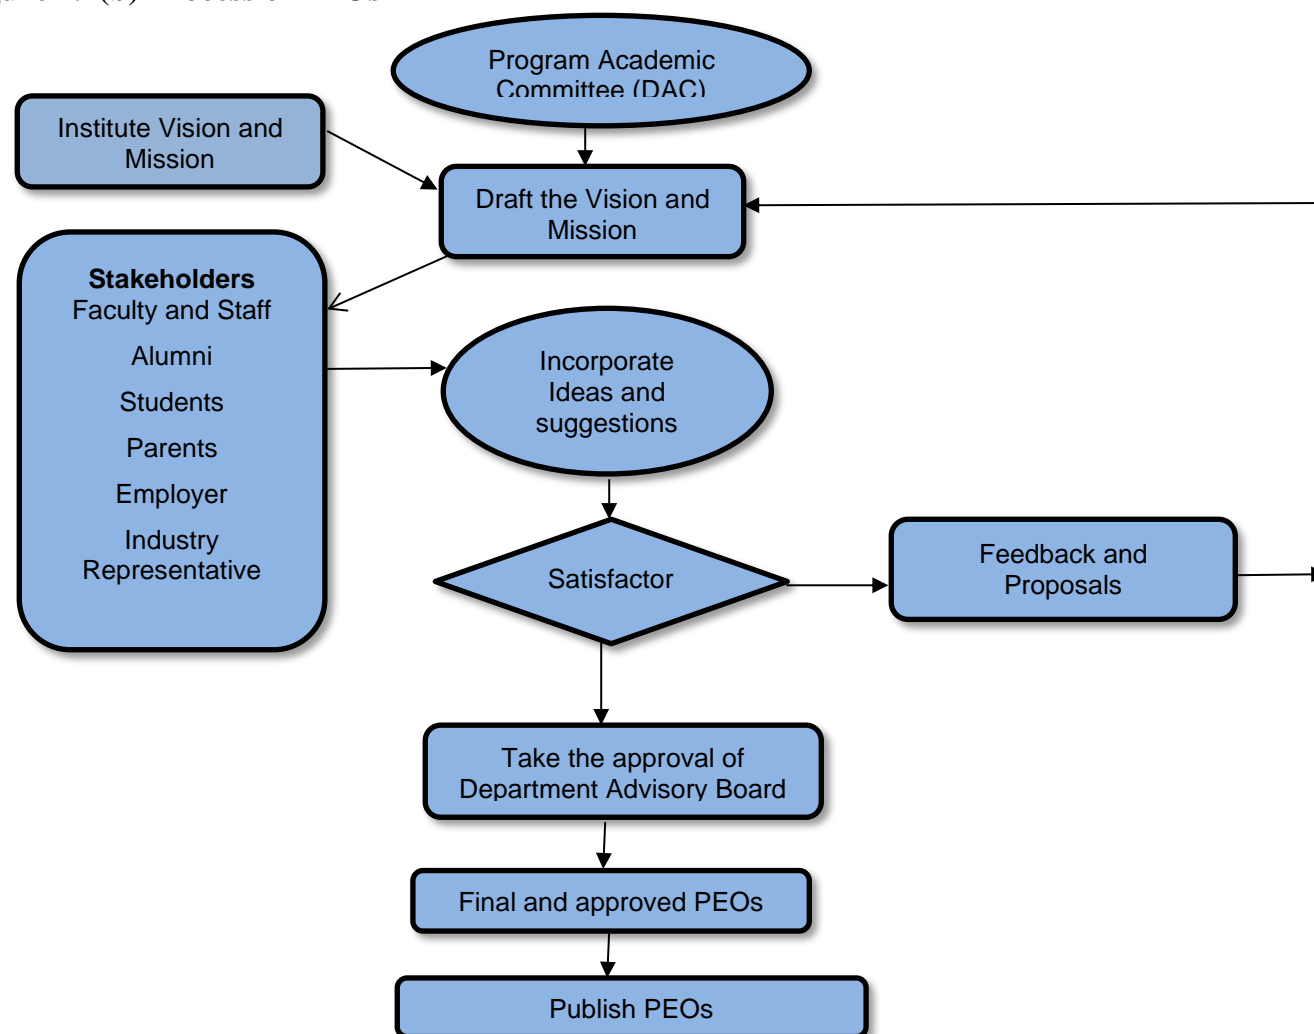 Program Academic
Committee (DAC)
Institute Vision and
Mission
Draft the Vision and
Mission
Stakeholders
Faculty and Staff
Alumni
Students
Parents
Employer
Industry
Representative
Incorporate
Ideas and
suggestions
Satisfactor
Feedback and
Proposals
Take the approval of
Department Advisory Board
Final and approved PEOs
Publish PEOs